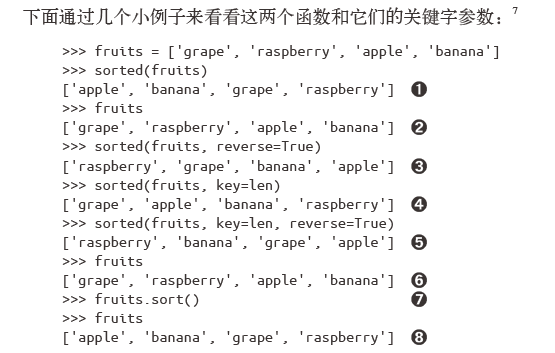 下面通过几个小例子来看看这两个函数和它们的关键字参数：7
>>> fruits = ['grape', 'raspberry', 'apple', 'banana']
>>> sorted(fruits)
['apple', 'banana', 'grape', 'raspberry'] ❶
>>> fruits
['grape', 'raspberry', 'apple', 'banana'] ❷
>>> sorted(fruits, reverse=True)
['raspberry', 'grape', 'banana', 'apple'] ❸
>>> sorted(fruits, key=len)
['grape', 'apple', 'banana', 'raspberry'] ❹
>>> sorted(fruits, key=len, reverse=True)
['raspberry', 'banana', 'grape', 'apple'] ❺
>>> fruits
['grape', 'raspberry', 'apple', 'banana'] ❻
>>> fruits.sort() ❼
>>> fruits
['apple', 'banana', 'grape', 'raspberry'] ❽